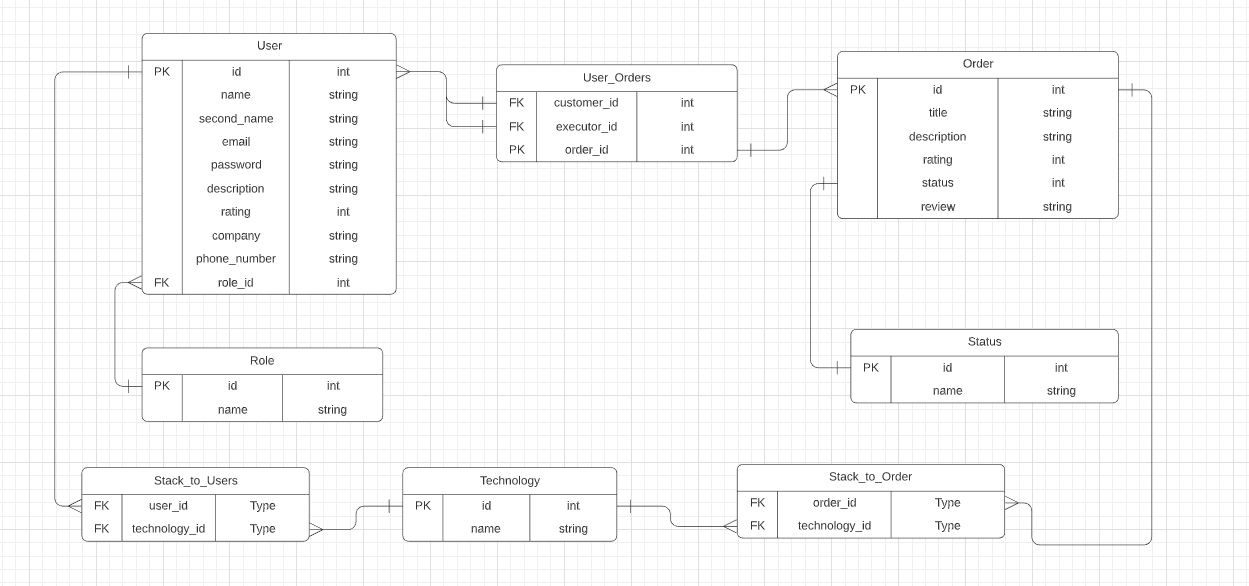 User
PK id int
name string
second_name string
email string
password string
description string
rating int
company string
phone_number string
FK role_id int
User_Orders
FK customer_id int
FK executor_id int
PK order_id int
Order
PK id int
title string
description string
rating int
status int
review string
Role
PK id int
name string
Status
PK id int
name string
Stack_to_Users
FK user_id Type
FK technology_id Type
Technology
PK id int
name string
Stack_to_Order
FK order_id Type
FK technology_id Type